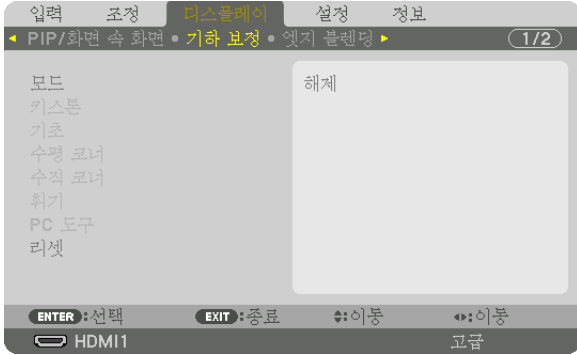 입력 조정 디스플레이 설정 정보
PIP/화면 속 화면 • 기하 보정 • 엣지 블렌딩 1/2
모드 해제
키스톤
기초
수평 코너
수직 코너
휘기
PC 도구
리셋
ENTER :선택 EXIT :종료 :이동 :이동
HDMI1 고급